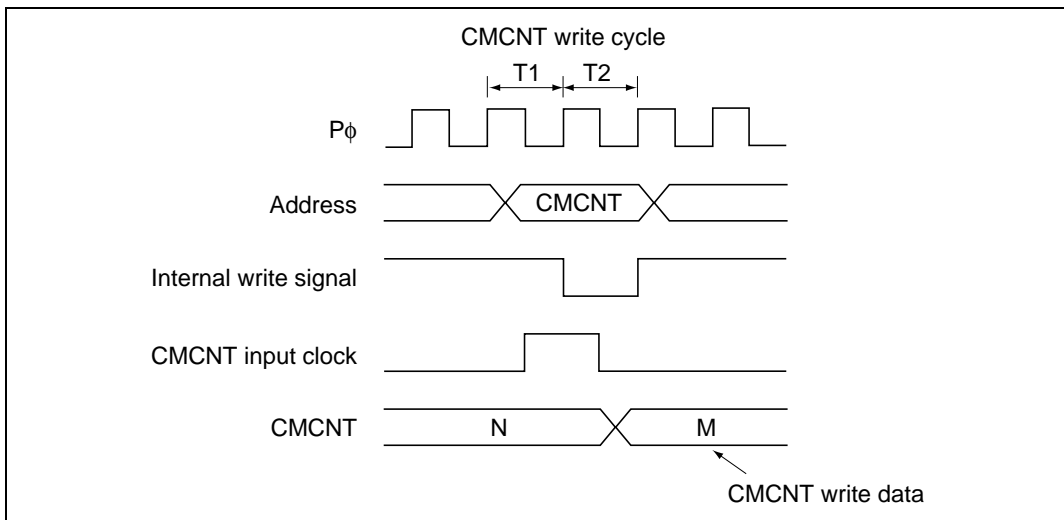 CMCNT write cycle
T1 T2
Pϕ
Address CMCNT
Internal write signal
CMCNT input clock
CMCNT N M
CMCNT write data